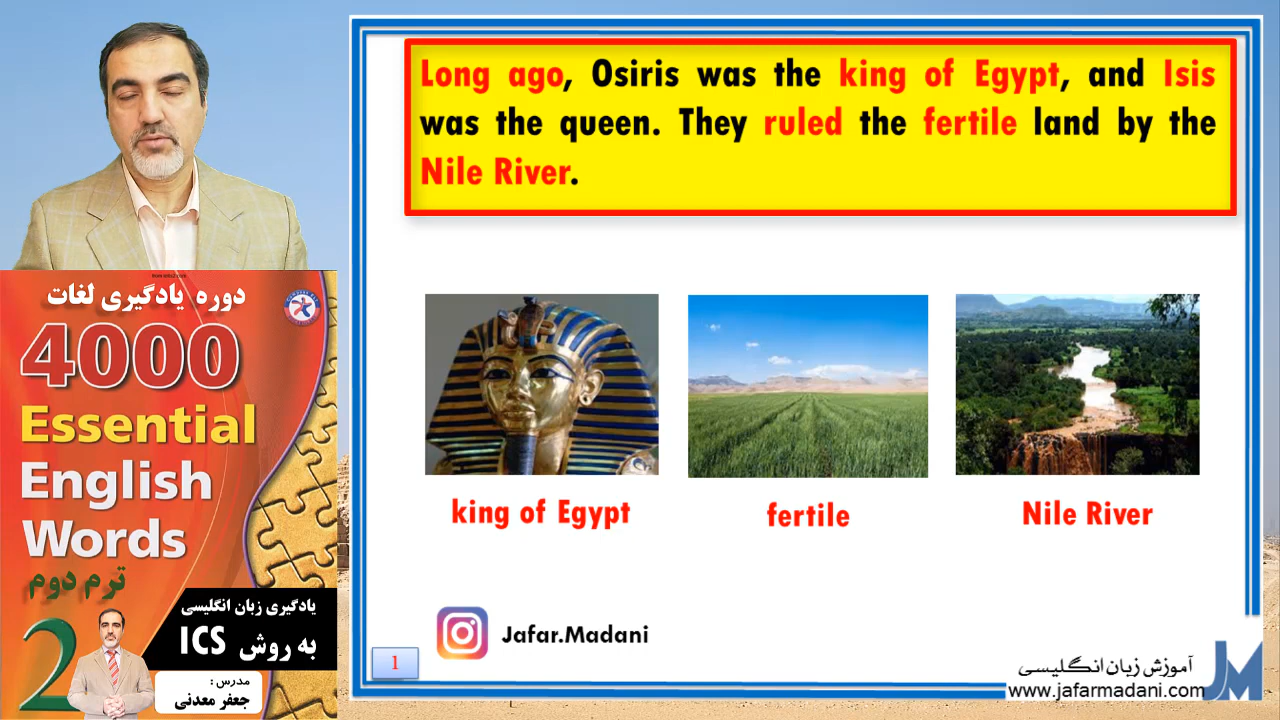 Long ago, Osiris was the king of Egypt, and Isis
was the queen. They ruled the fertile land by the
Nile River.
king of Egypt
fertile
Nile River
Jafar.Madani
1
آموزش زبان انگلیسی
www.jafarmadani.com
JM
دوره یادگیری لغات
4000
Essential
English
Words
ترم دوم
2
یادگیری زبان انگلیسی
به روش ICS
مدرس :
جعفر معدنی